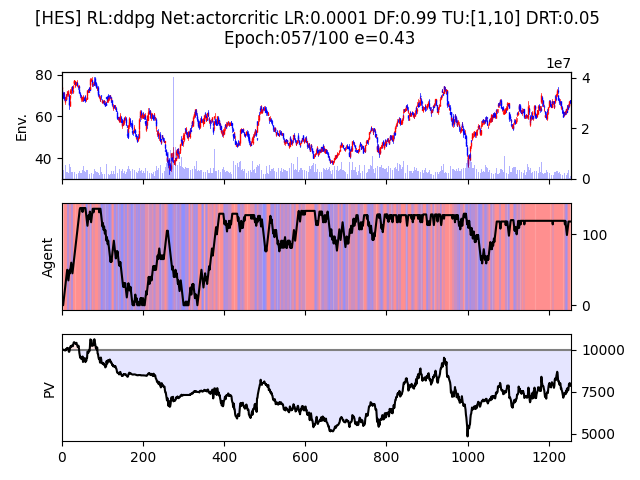 [HES] RL:ddpg Net:actorcritic LR:0.0001 DF:0.99 TU:[1,10] DRT:0.05
Epoch:057/100 e=0.43
1e7
80
60
40
Env.
4
2
0
Agent
100
0
PV
10000
7500
5000
0 200 400 600 800 1000 1200